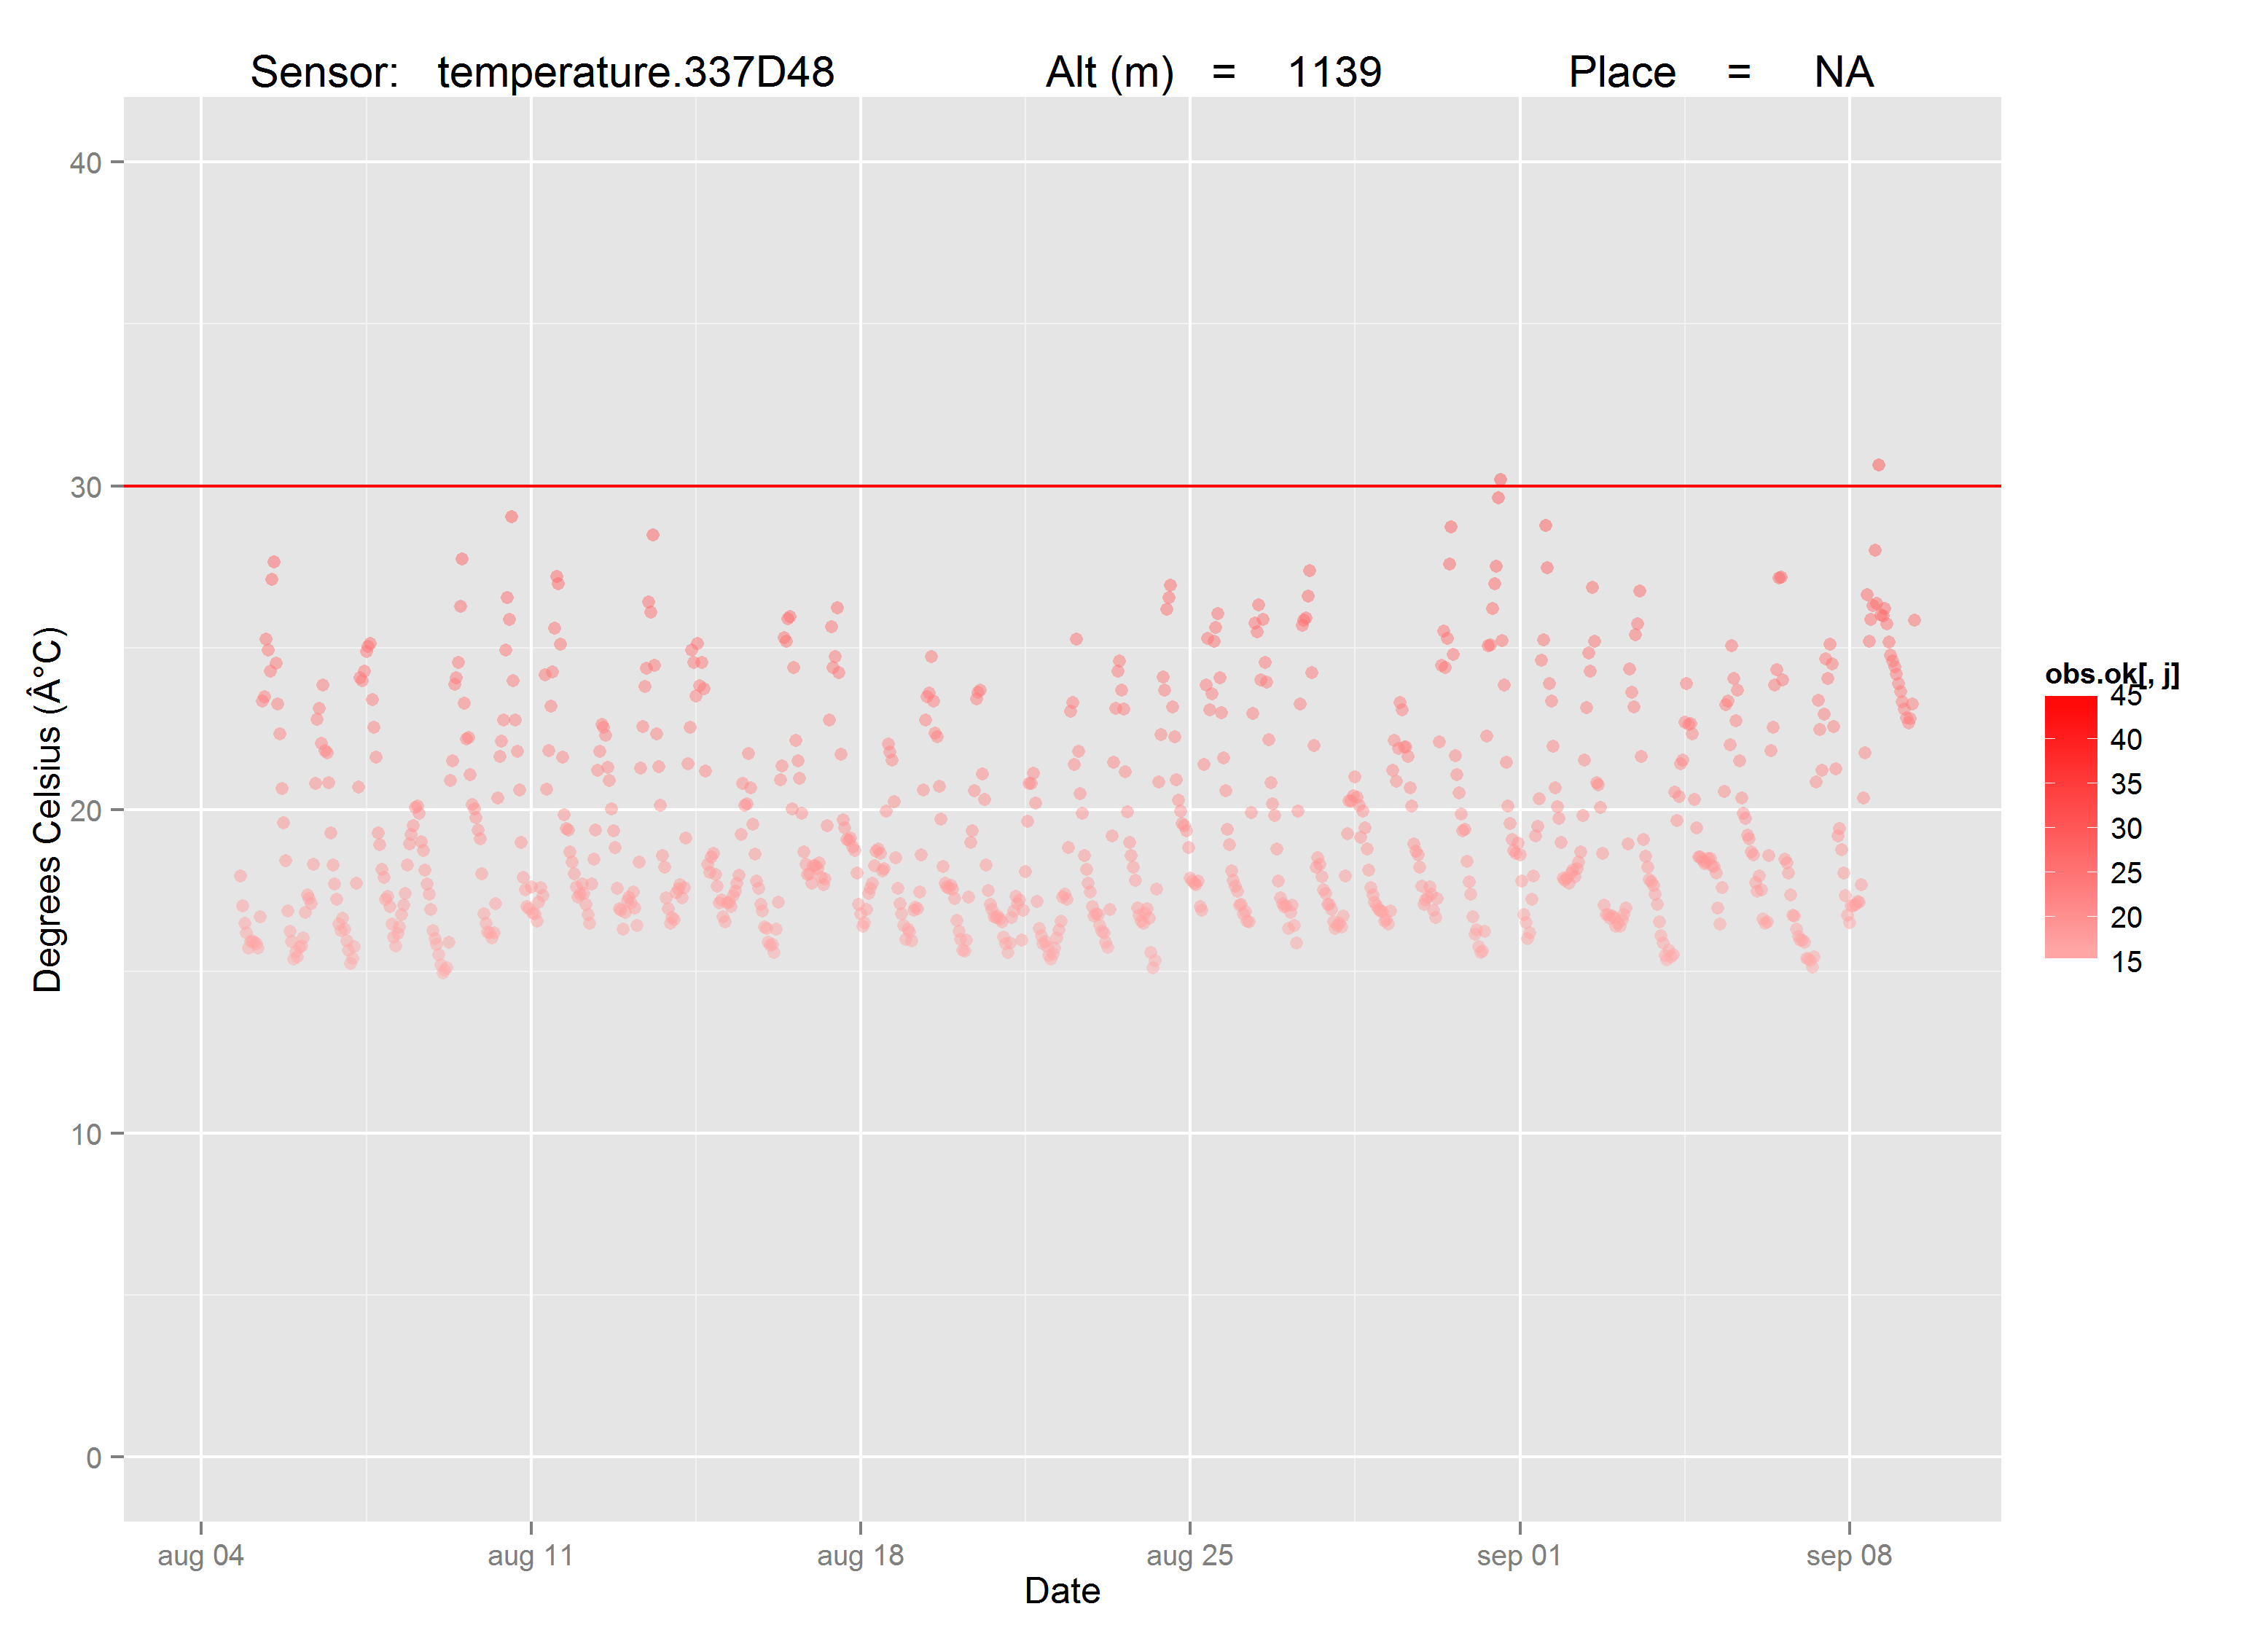 Sensor: temperature.337D48 Alt (m) = 1139 Place = NA
40
30
20
10
0
Degrees Celsius (Â°C)
aug 04 aug 11 aug 18 aug 25 sep 01 sep 08
Date
obs.ok[, j]
45
40
35
30
25
20
15